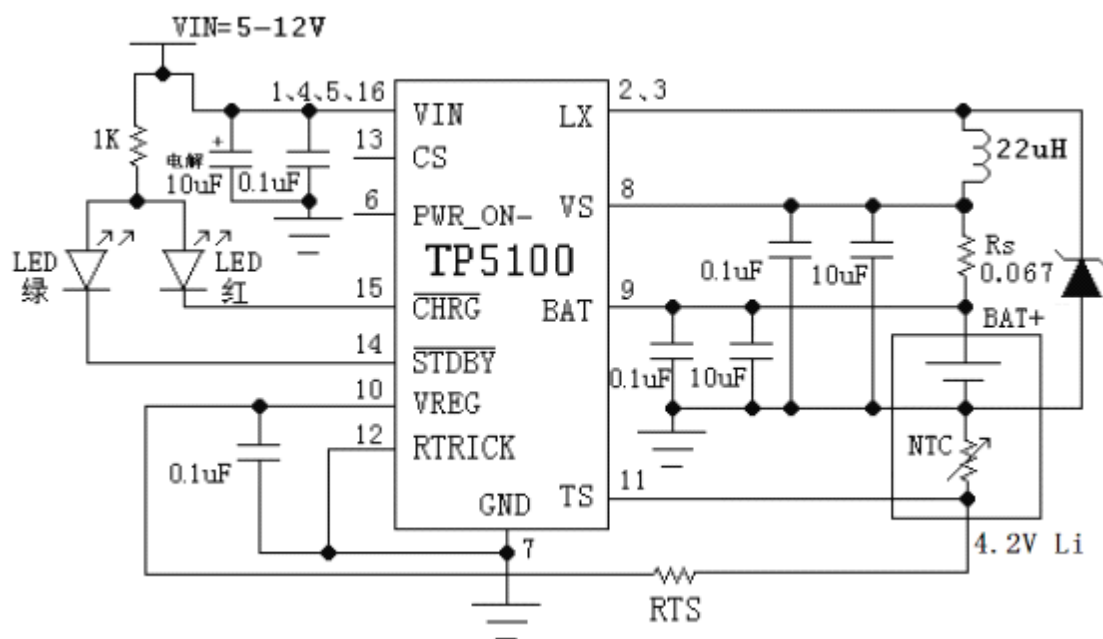 VIN=5-12V
1、4、5、16
2、3
VIN
LX
1K
13
CS
电解
+
10uF
0.1uF
22uH
8
6
PWR_ON-
VS
TP5100
LED
绿
LED
红
0.1uF
10uF
Rs
0.067
15
CHRG
BAT
9
BAT+
14
STDBY
0.1uF
10uF
10
VREG
12
RTRICK
NTC
0.1uF
11
TS
GND
7
4.2V Li
RTS